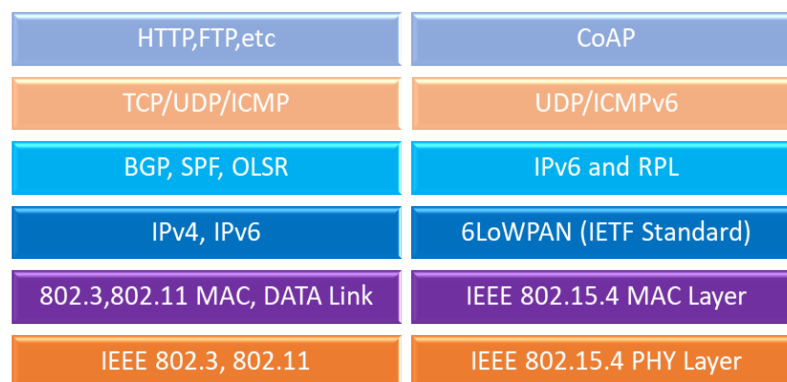 HTTP,FTP,etc
CoAP
TCP/UDP/ICMP
UDP/ICMPv6
BGP, SPF, OLSR
IPv6 and RPL
IPv4, IPv6
6LoWPAN (IETF Standard)
802.3,802.11 MAC, DATA Link
IEEE 802.15.4 MAC Layer
IEEE 802.3, 802.11
IEEE 802.15.4 PHY Layer